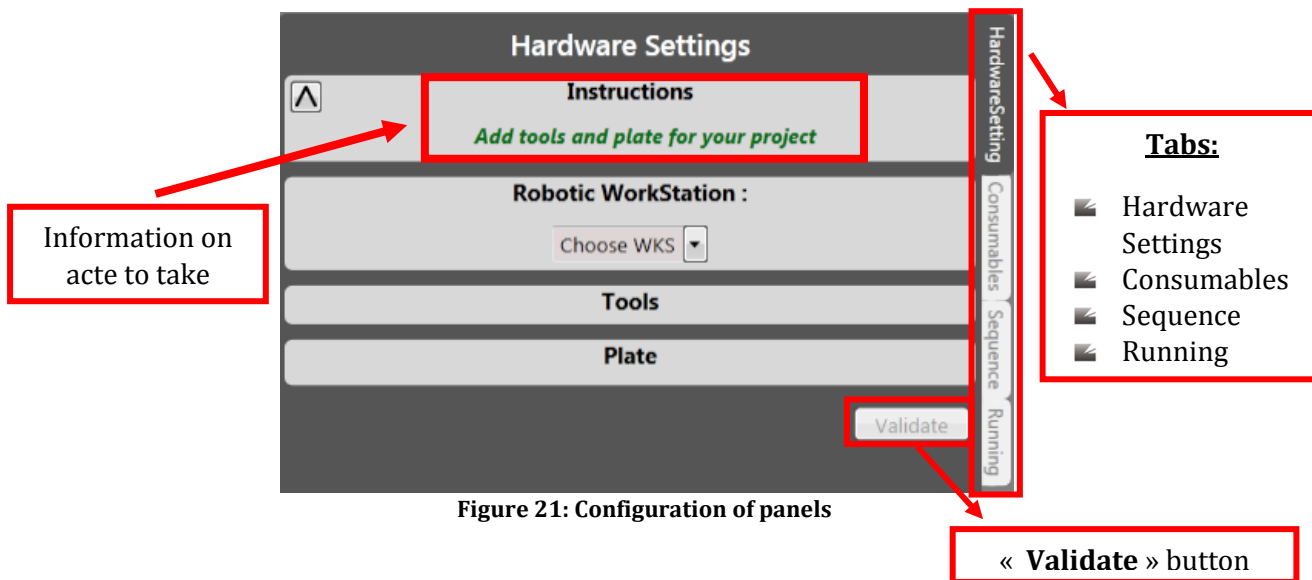 Hardware Settings
Instructions
Add tools and plate for your project
Robotic WorkStation :
Choose WKS
Tools
Plate
Validate
HardwareSetting
Consumables
Sequence
Running
Information on
acte to take
Tabs:
Hardware
Settings
Consumables
Sequence
Running
Figure 21: Configuration of panels
« Validate » button